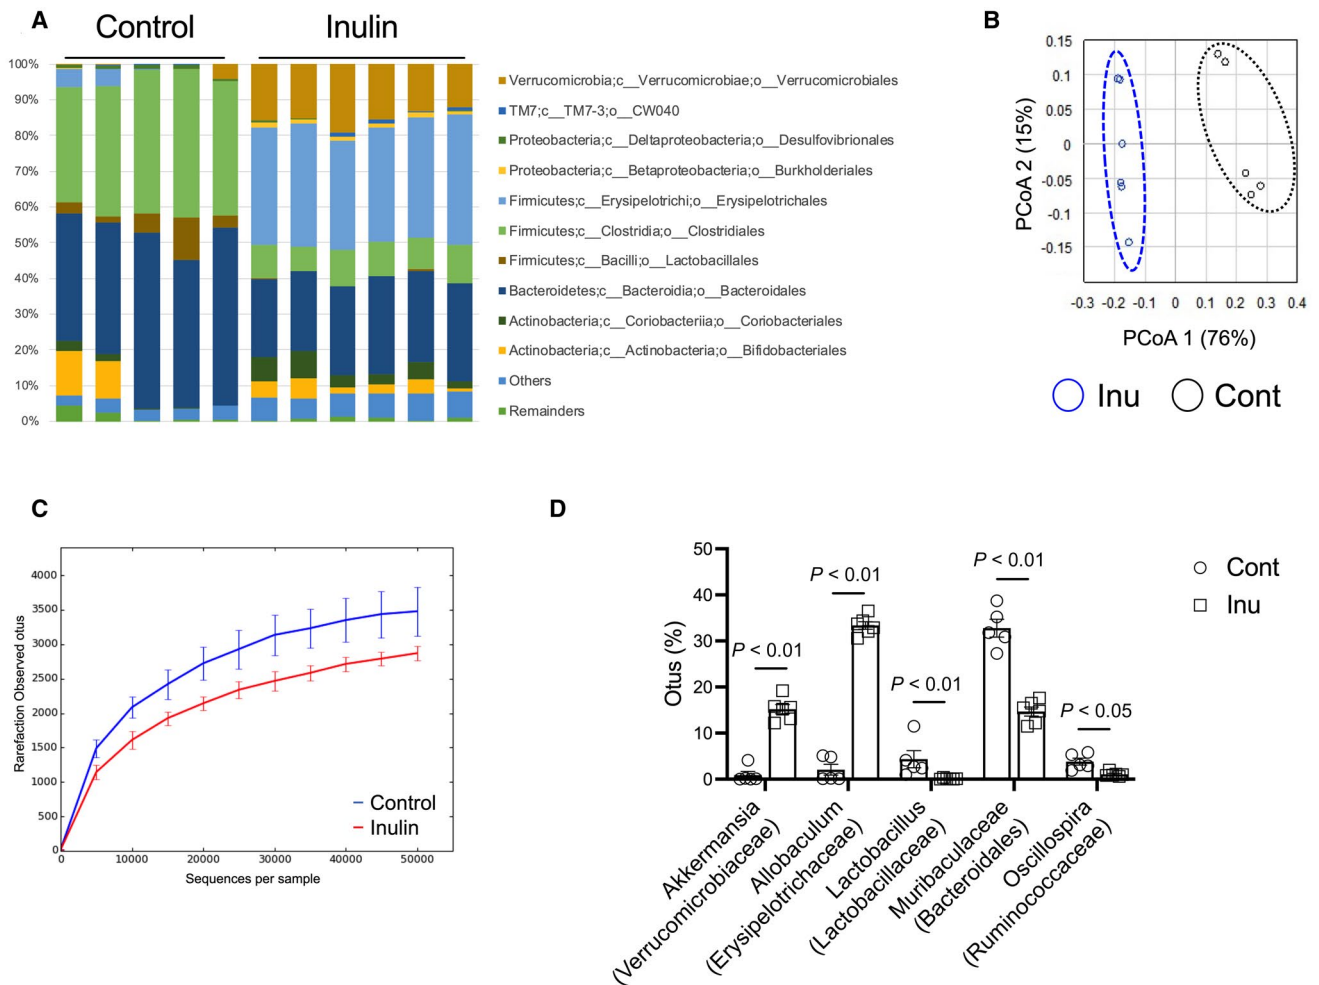 A
Control
Inulin
100%
90%
80%
70%
60%
50%
40%
30%
20%
10%
0%
Verrucomicrobia;c__Verrucomicrobiae;o__Verrucomicrobiales
TM7;c__TM7-3;o__CW040
Proteobacteria;c__Deltaproteobacteria;o__Desulfovibrionales
Proteobacteria;c__Betaproteobacteria;o__Burkholderiales
Firmicutes;c__Erysipelotrichi;o__Erysipelotrichales
Firmicutes;c__Clostridia;o__Clostridiales
Firmicutes;c__Bacilli;o__Lactobacillales
Bacteroidetes;c__Bacteroidia;o__Bacteroidales
Actinobacteria;c__Coriobacteriia;o__Coriobacteriales
Actinobacteria;c__Actinobacteria;o__Bifidobacteriales
Others
Remainders
B
0.15
0.1
0.05
0
-0.05
-0.1
-0.15
PCoA 2 (15%)
-0.3 -0.2 -0.1 0 0.1 0.2 0.3 0.4
PCoA 1 (76%)
Inu Cont
C
4000
3500
3000
2500
2000
1500
1000
500
0
Rarefaction Observed otus
0 10000 20000 30000 40000 50000
Sequences per sample
Control
Inulin
D
50
40
30
20
10
0
Otus (%)
P < 0.01
P < 0.01
P < 0.01
P < 0.01
P < 0.05
Cont
Inu
Akkermansia
(Verrucomicrobiaceae)
Allobaculum
(Erysipelotrichaceae)
Lactobacillus
(Lactobacillaceae)
Muribaculaceae
(Bacteroidales)
Oscillospira
(Ruminococcaceae)